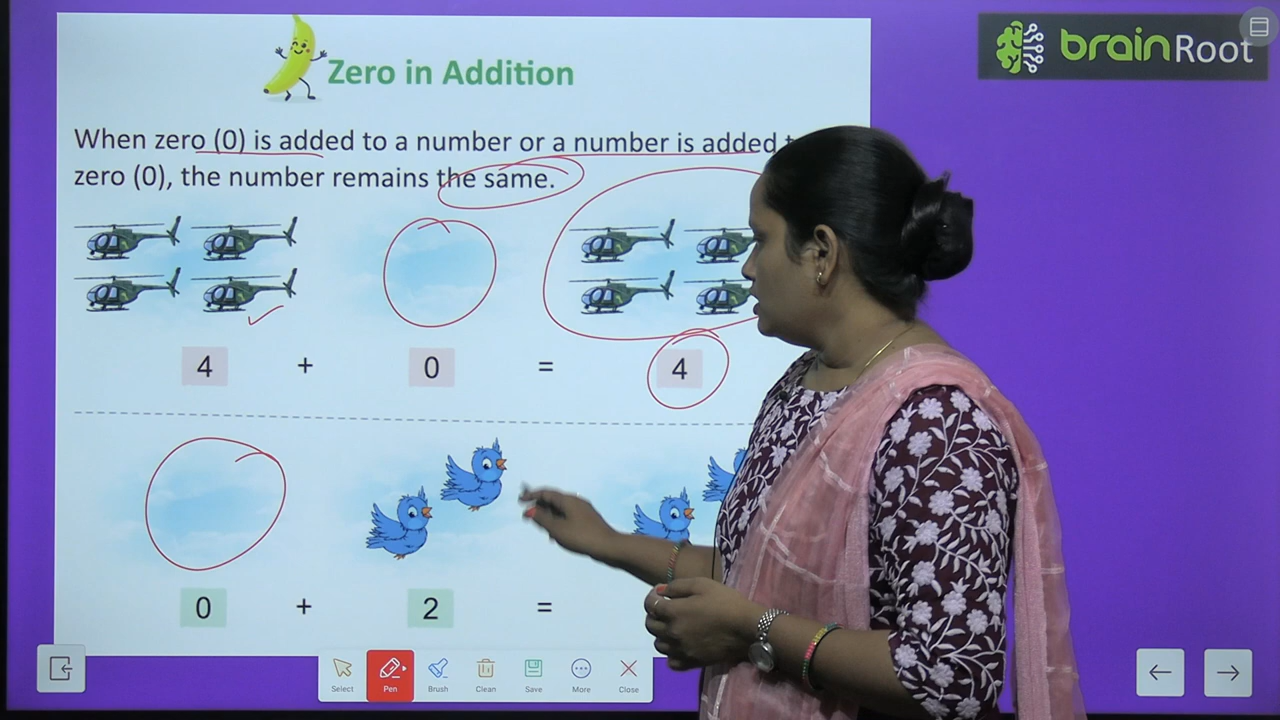 brainRoot
Zero in Addition
When zero (0) is added to a number or a number is added
zero (0), the number remains the same.
4 + 0 = 4
0 + 2 =
Select Pen Brush Clean Save More Close